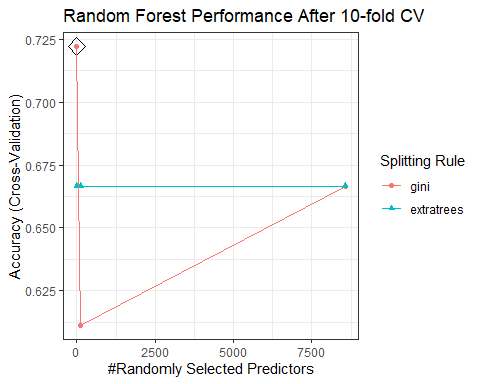 Random Forest Performance After 10-fold CV
0.725
0.700
0.675
0.650
0.625
Accuracy (Cross-Validation)
0
2500
5000
7500
#Randomly Selected Predictors
Splitting Rule
gini
extratrees